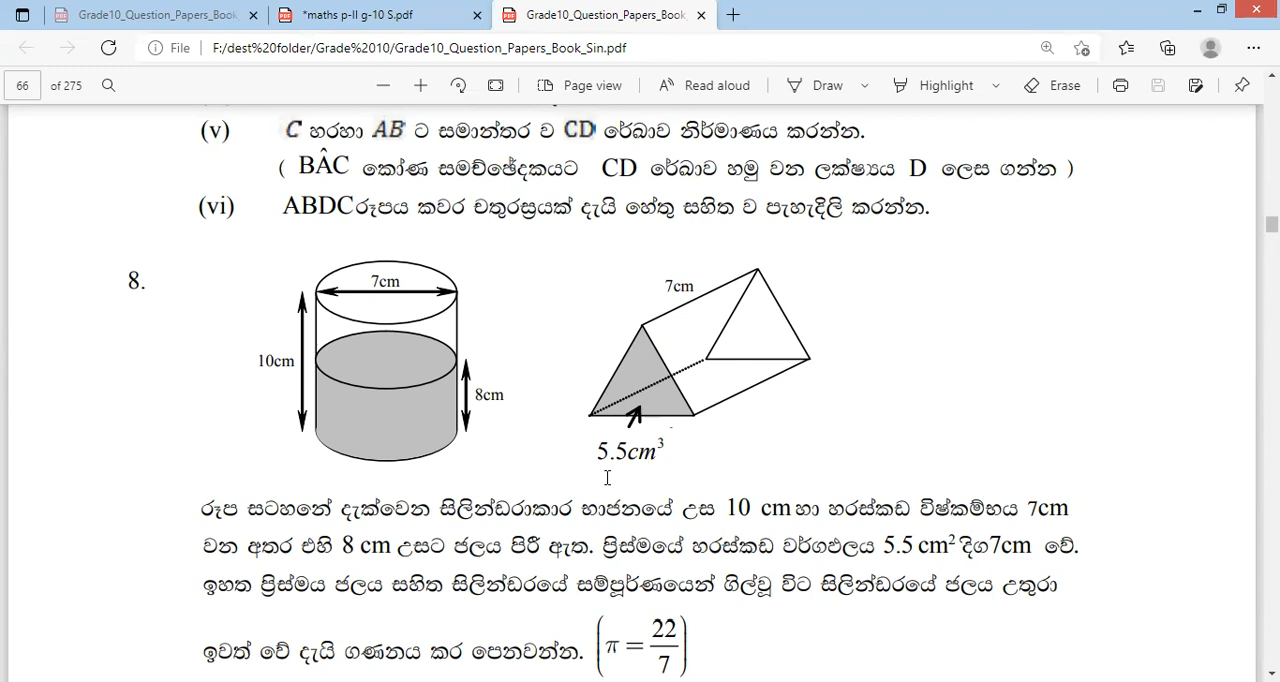 Grade10_Question_Papers_Book
*maths p-II g-10 S.pdf
Grade10_Question_Papers_Book
File F:/dest%20folder/Grade%2010/Grade10_Question_Papers_Book_Sin.pdf
66 of 275 Page view Read aloud Draw Highlight Erase
(v) C හරහා AB ට සමාන්තර ව CD රේඛාව නිර්මාණය කරන්න.
( BÂC කෝණ සමච්ඡේදකයට CD රේඛාව හමු වන ලක්ෂ්‍යය D ලෙස ගන්න )
(vi) ABDC රූපය කවර චතුරස්‍රයක් දැයි හේතු සහිත ව පැහැදිලි කරන්න.
8.
7cm
10cm
8cm
7cm
5.5cm³
රූප සටහනේ දැක්වෙන සිලින්ඩරාකාර භාජනයේ උස 10 cm හා හරස්කඩ විෂ්කම්භය 7cm
වන අතර එහි 8 cm උසට ජලය පිරී ඇත. ප්‍රිස්මයේ හරස්කඩ වර්ගඵලය 5.5 cm² දිග7cm වේ.
ඉහත ප්‍රිස්මය ජලය සහිත සිලින්ඩරයේ සම්පූර්ණයෙන් ගිල්වූ විට සිලින්ඩරයේ ජලය උතුරා
ඉවත් වේ දැයි ගණනය කර පෙනවන්න. (π = 22/7)